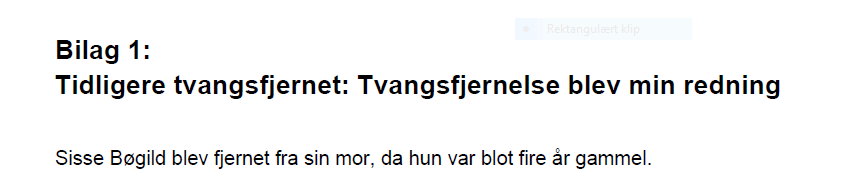 Rektangulært klip
Bilag 1:
Tidligere tvangsfjernet: Tvangsfjernelse blev min redning
Sisse Bøgild blev fjernet fra sin mor, da hun var blot fire år gammel.